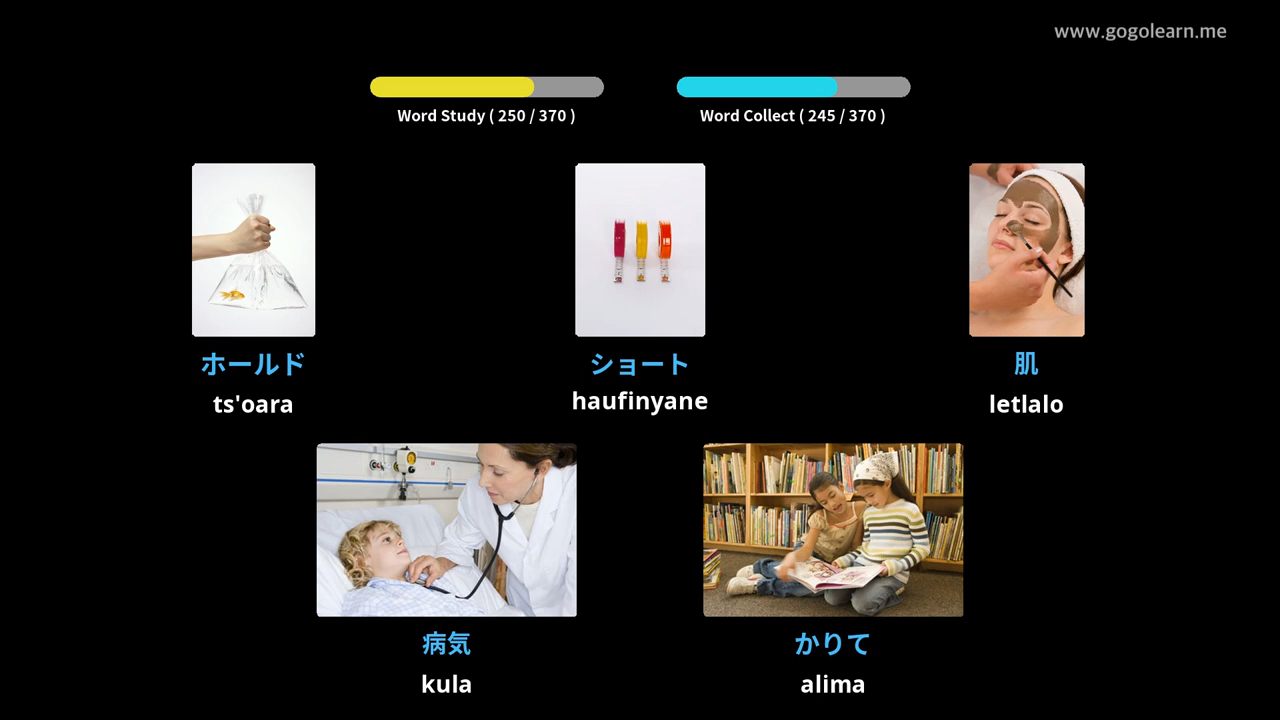 www.gogolearn.me
Word Study ( 250 / 370 )
Word Collect ( 245 / 370 )
ホールド
ts'oara
ショート
haufinyane
肌
letlalo
病気
kula
かりて
alima